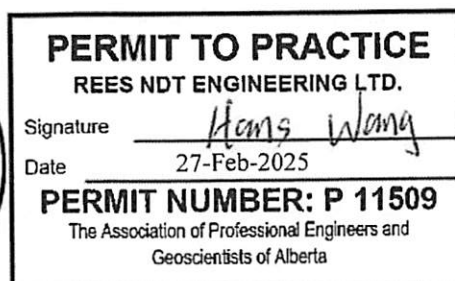 PERMIT TO PRACTICE
REES NDT ENGINEERING LTD.
Signature Hans Wang
Date 27-Feb-2025
PERMIT NUMBER: P 11509
The Association of Professional Engineers and
Geoscientists of Alberta